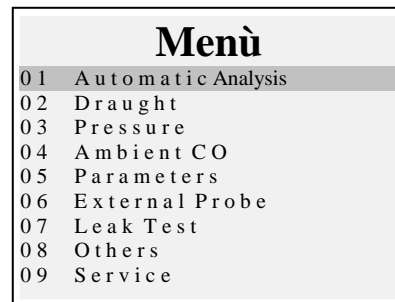 Menù
01 Automatic Analysis
02 Draught
03 Pressure
04 Ambient CO
05 Parameters
06 External Probe
07 Leak Test
08 Others
09 Service